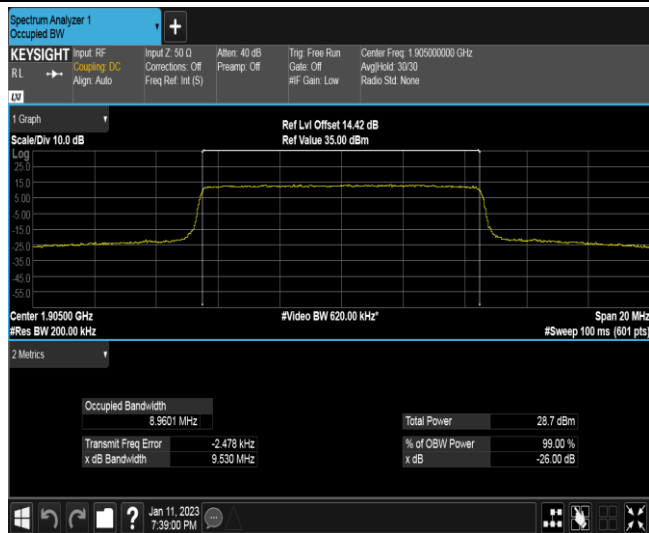 Spectrum Analyzer 1
Occupied BW
+
KEYSIGHT Input: RF Input Z: 50 Ω Atten: 40 dB Trig: Free Run Center Freq: 1.905000000 GHz
RL Coupling: DC Corrections: Off Preamp: Off Gate: Off Avg|Hold: 30/30
Align: Auto Freq Ref: Int (S) #IF Gain: Low Radio Std: None
LXI
1 Graph Ref Lvl Offset 14.42 dB
Scale/Div 10.0 dB Ref Value 35.00 dBm
Log
25.0
15.0
5.00
-5.00
-15.0
-25.0
-35.0
-45.0
-55.0
Center 1.90500 GHz #Video BW 620.00 kHz* Span 20 MHz
#Res BW 200.00 kHz #Sweep 100 ms (601 pts)
2 Metrics
Occupied Bandwidth
8.9601 MHz Total Power 28.7 dBm
Transmit Freq Error -2.478 kHz % of OBW Power 99.00 %
x dB Bandwidth 9.530 MHz x dB -26.00 dB
? Jan 11, 2023
7:39:00 PM